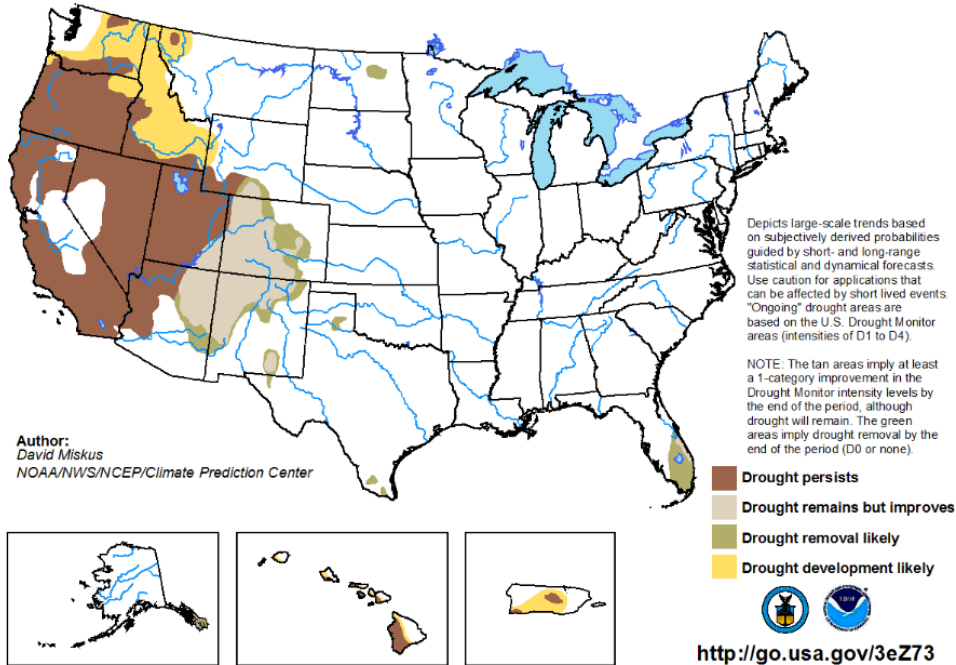 Depicts large-scale trends based
on subjectively derived probabilities
guided by short- and long-range
statistical and dynamical forecasts.
Use caution for applications that
can be affected by short lived events.
"Ongoing" drought areas are
based on the U.S. Drought Monitor
areas (intensities of D1 to D4).
NOTE: The tan areas imply at least
a 1-category improvement in the
Drought Monitor intensity levels by
the end of the period, although
drought will remain. The green
areas imply drought removal by the
end of the period (D0 or none).
Author:
David Miskus
NOAA/NWS/NCEP/Climate Prediction Center
Drought persists
Drought remains but improves
Drought removal likely
Drought development likely
http://go.usa.gov/3eZ73